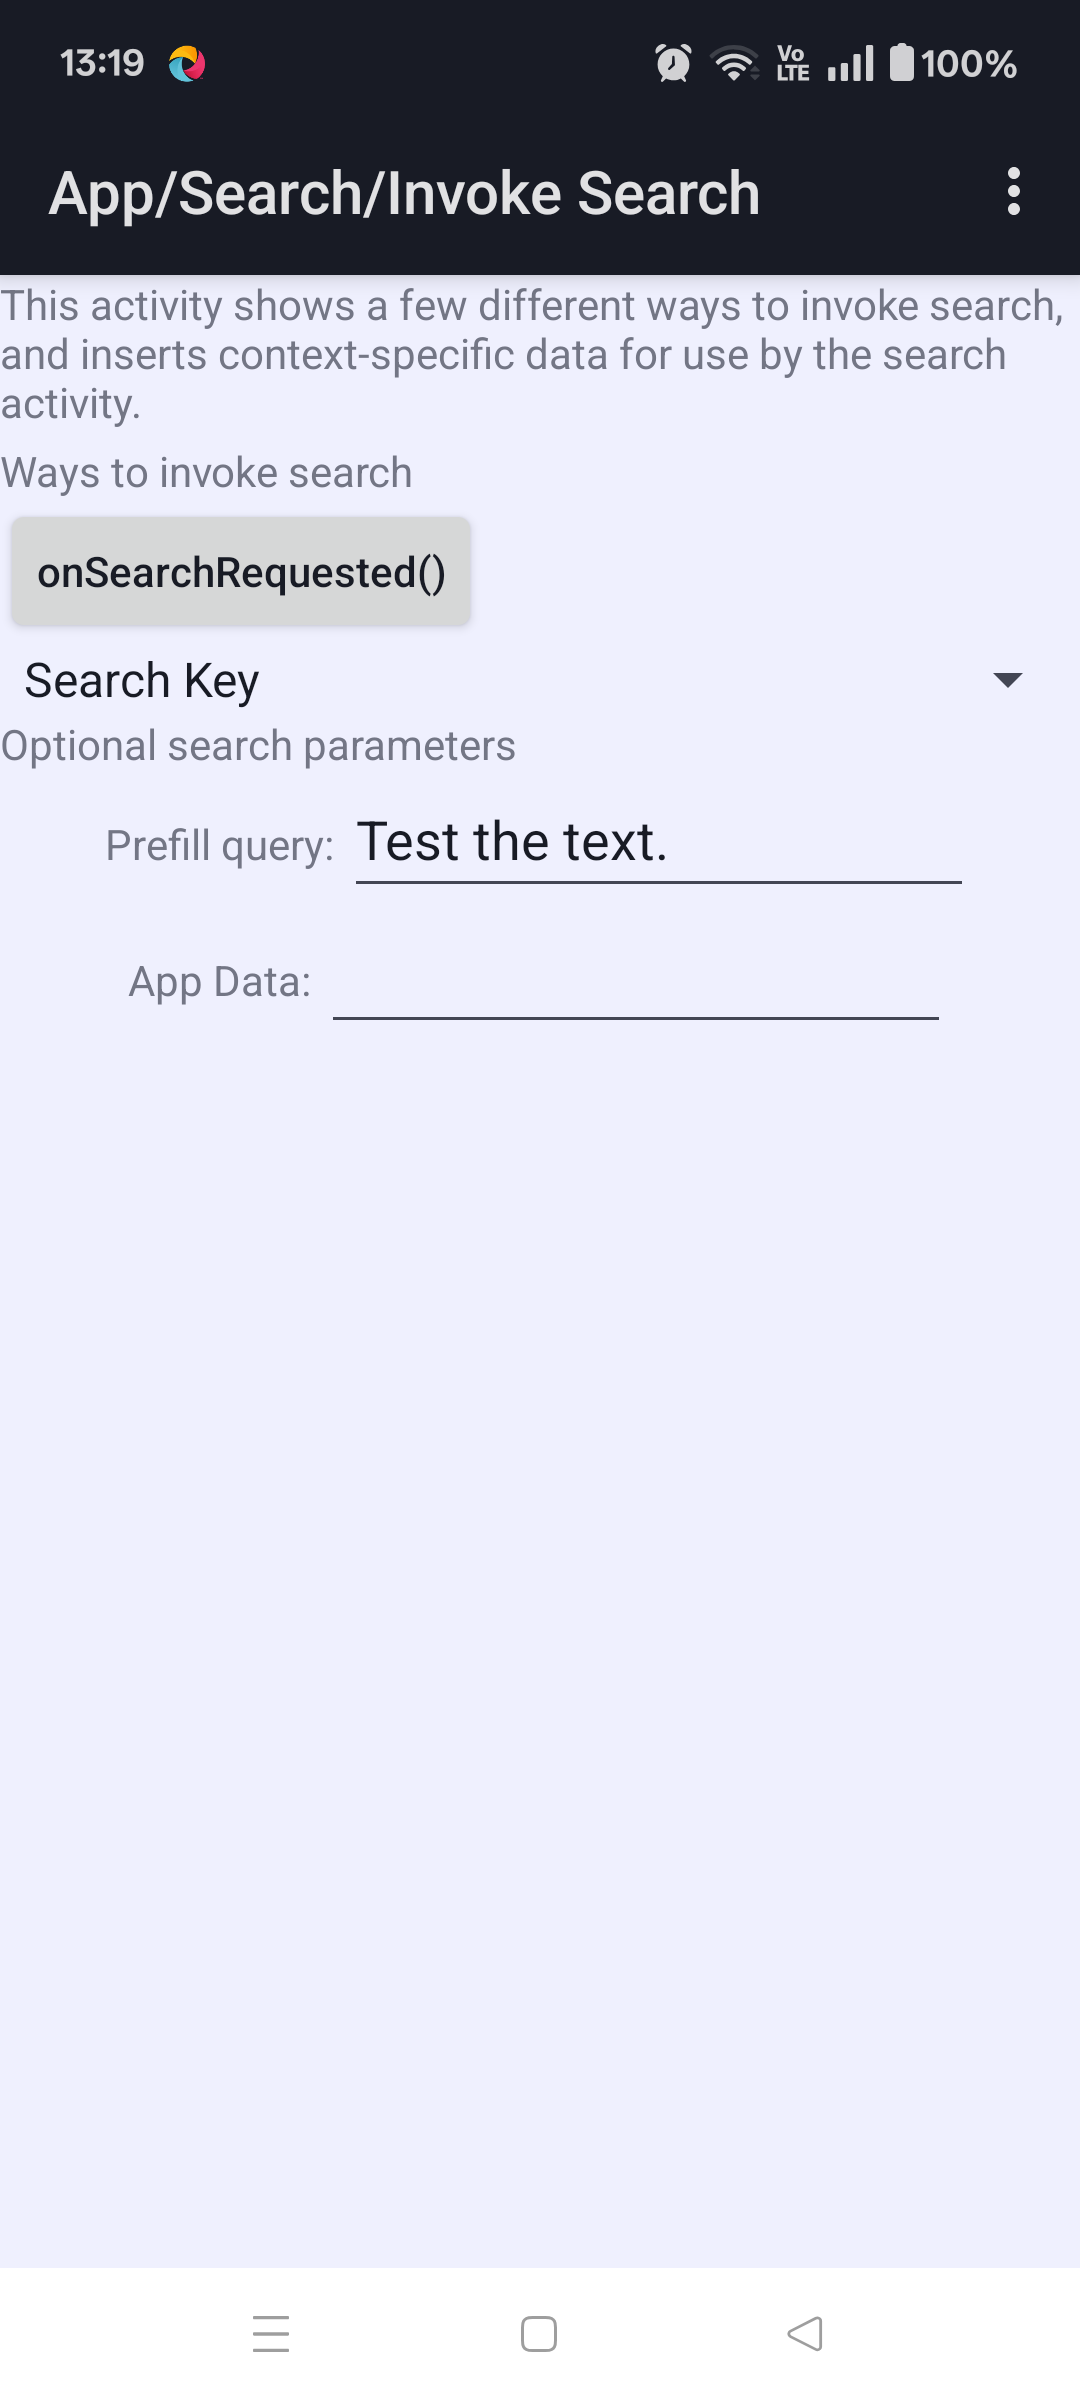 13:19
Vo
LTE
100%
App/Search/Invoke Search
This activity shows a few different ways to invoke search,
and inserts context-specific data for use by the search
activity.
Ways to invoke search
onSearchRequested()
Search Key
Optional search parameters
Prefill query: Test the text.
App Data: